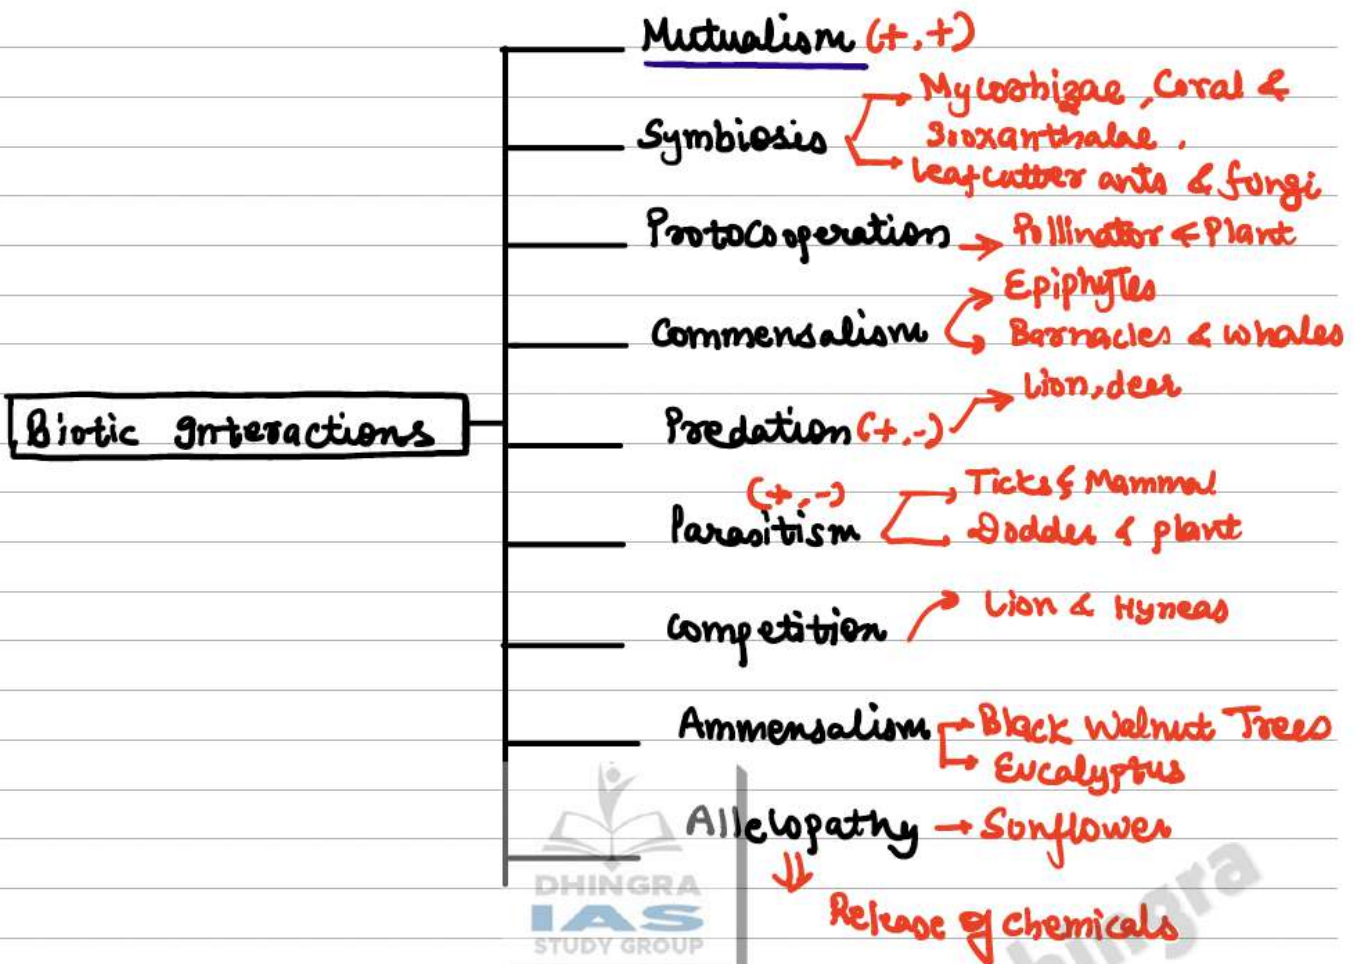 Mutualism (+,+)
Symbiosis → Mycorhizae, Coral &
Zooxanthalae,
→ leafcutter ants & fungi
Protocooperation → Pollinator & Plant
Commensalism → Epiphytes
→ Barnacles & whales
Biotic Interactions
Predation (+,-) → Lion, deer
(+,-)
Parasitism → Ticks & Mammal
→ Dodder & plant
Competition → Lion & Hyneas
Ammensalism → Black Walnut Trees
→ Eucalyptus
Allelopathy → Sunflower
Release of chemicals
DHINGRA
IAS
STUDY GROUP